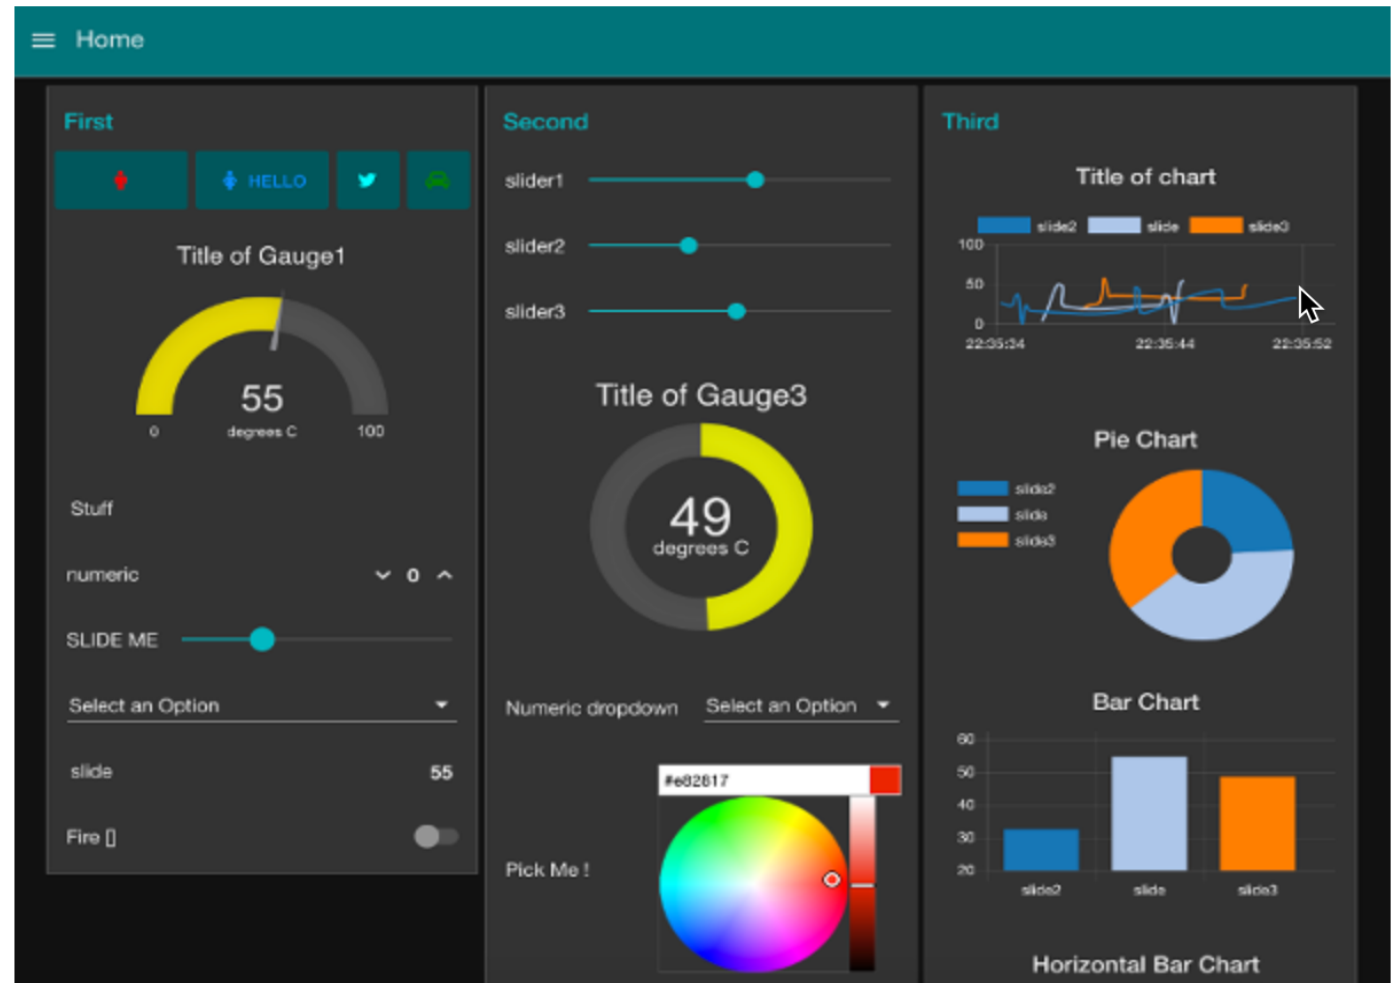 Home
First
HELLO
Title of Gauge1
55
degrees C
0
100
Stuff
numeric
0
SLIDE ME
Select an Option
slide
55
Fire []
Second
slider1
slider2
slider3
Title of Gauge3
49
degrees C
Numeric dropdown
Select an Option
#e82817
Pick Me !
Third
Title of chart
slide2 slide slide3
100
50
0
22:35:34 22:35:44 22:35:52
Pie Chart
slide2
slide
slide3
Bar Chart
60
50
40
30
20
slide2 slide slide3
Horizontal Bar Chart